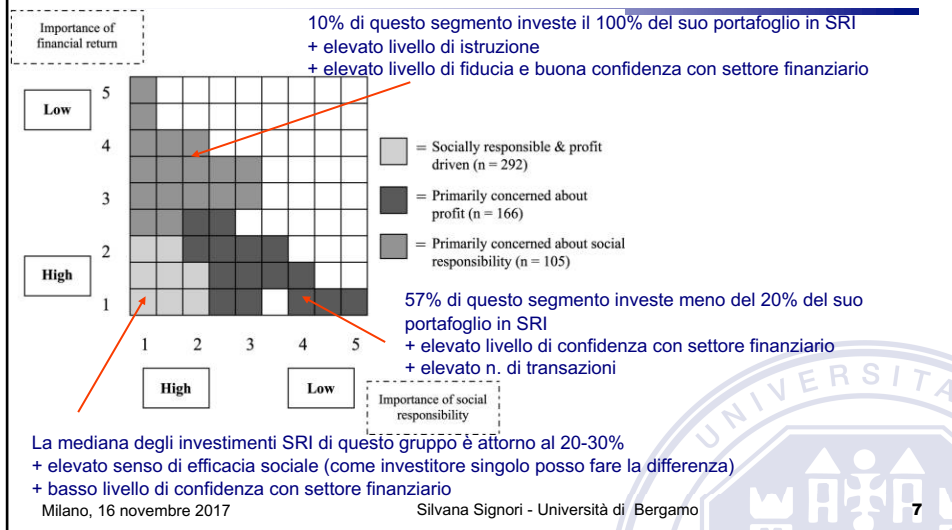 Importance of
financial return
10% di questo segmento investe il 100% del suo portafoglio in SRI
+ elevato livello di istruzione
+ elevato livello di fiducia e buona confidenza con settore finanziario
5
Low
4
3
2
High
1
= Socially responsible & profit
driven (n = 292)
= Primarily concerned about
profit (n = 166)
= Primarily concerned about social
responsibility (n = 105)
57% di questo segmento investe meno del 20% del suo
portafoglio in SRI
+ elevato livello di confidenza con settore finanziario
+ elevato n. di transazioni
1 2 3 4 5
High Low
Importance of social
responsibility
La mediana degli investimenti SRI di questo gruppo è attorno al 20-30%
+ elevato senso di efficacia sociale (come investitore singolo posso fare la differenza)
+ basso livello di confidenza con settore finanziario
Milano, 16 novembre 2017 Silvana Signori - Università di Bergamo 7
UNIVERSITA